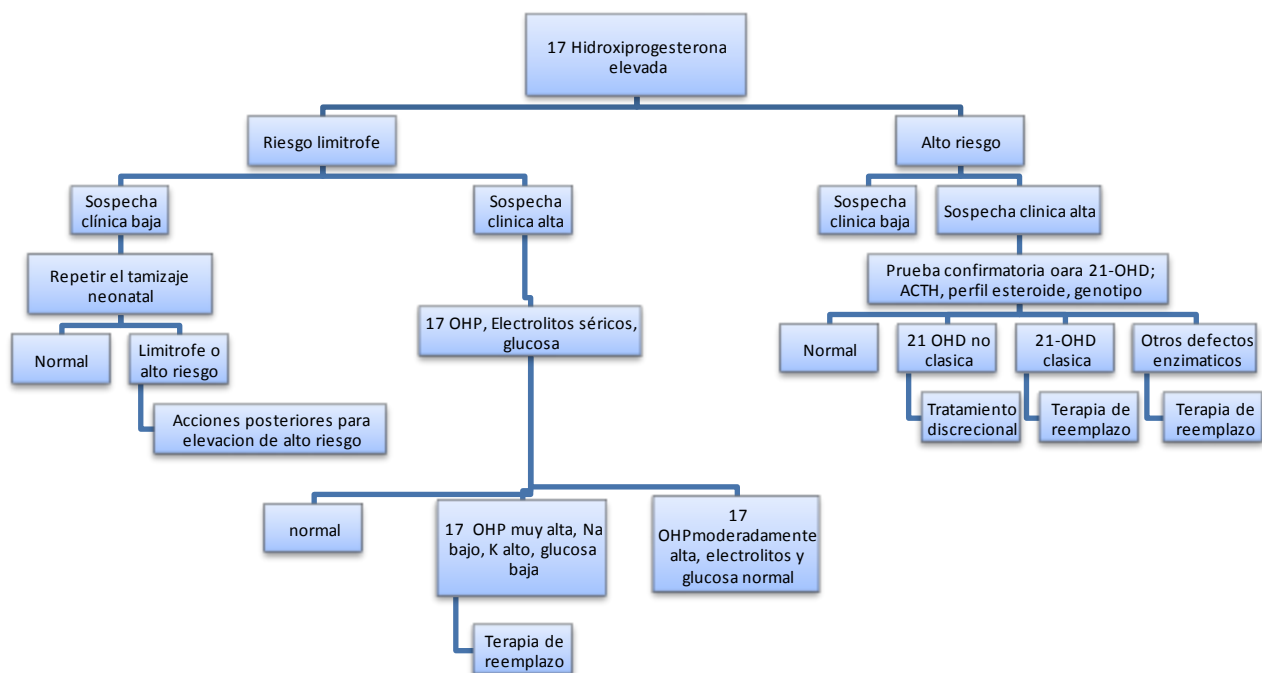 17 Hidroxiprogesterona
elevada
Riesgo limitrofe
Alto riesgo
Sospecha
clínica baja
Sospecha
clinica alta
Sospecha
clinica baja
Sospecha clinica alta
Repetir el tamizaje
neonatal
Prueba confirmatoria oara 21-OHD;
ACTH, perfil esteroide, genotipo
17 OHP, Electrolitos séricos,
glucosa
Normal
Limitrofe o
alto riesgo
Normal
21 OHD no
clasica
21-OHD
clasica
Otros defectos
enzimaticos
Acciones posteriores para
elevacion de alto riesgo
Tratamiento
discrecional
Terapia de
reemplazo
Terapia de
reemplazo
normal
17 OHP muy alta, Na
bajo, K alto, glucosa
baja
17
OHPmoderadamente
alta, electrolitos y
glucosa normal
Terapia de
reemplazo